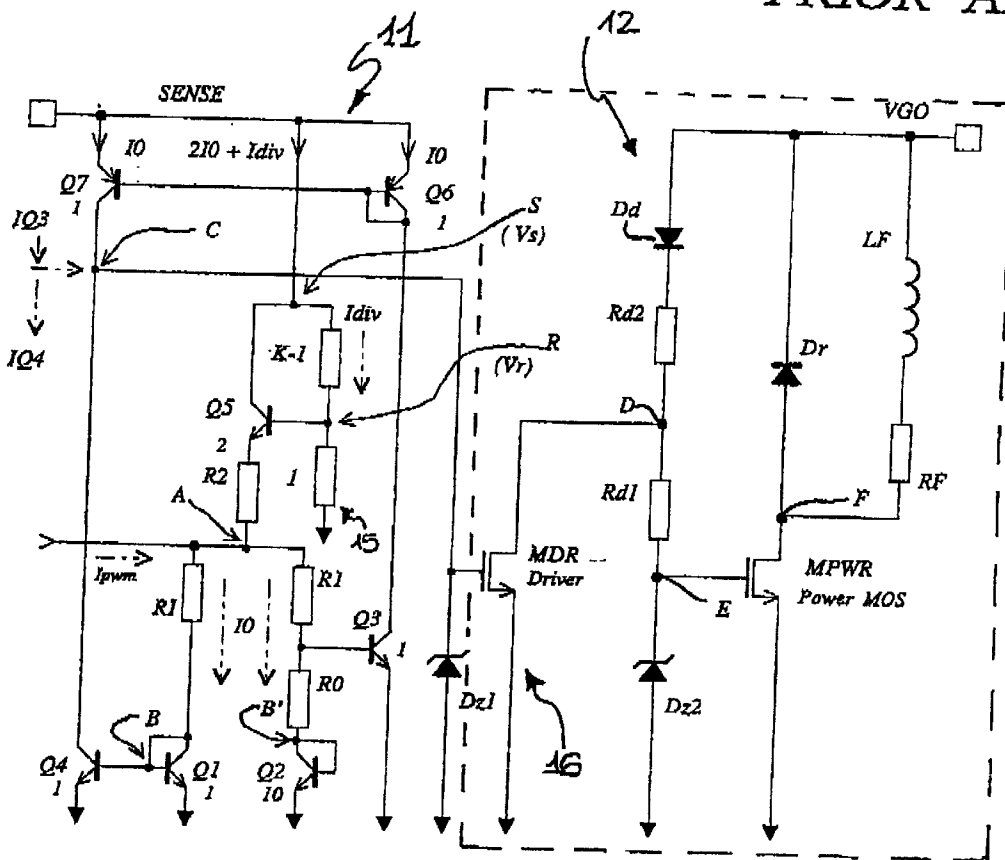 PRIOR A
11
12
SENSE
VGO
I0
2I0 + Idiv
I0
Q7
1
Q6
1
IQ3
C
S
(Vs)
Dd
LF
IQ4
Idiv
K-1
R
(Vr)
Rd2
Dr
Q5
2
D
R2
1
A
Rd1
RF
F
15
Ipwm
R1
R1
MDR
Driver
MPWR
Power MOS
E
I0
Q3
1
R0
B
B'
Dz1
Dz2
16
Q4
1
Q1
1
Q2
10